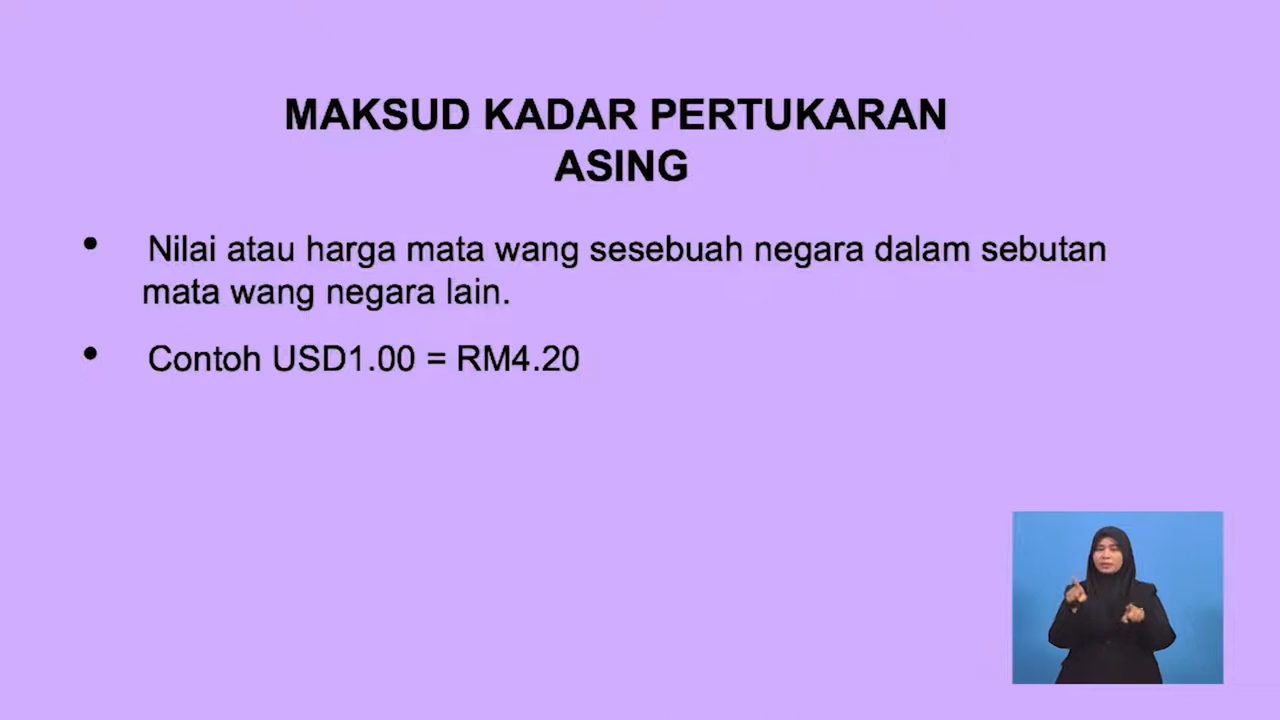 MAKSUD KADAR PERTUKARAN
ASING
• Nilai atau harga mata wang sesebuah negara dalam sebutan
mata wang negara lain.
• Contoh USD1.00 = RM4.20